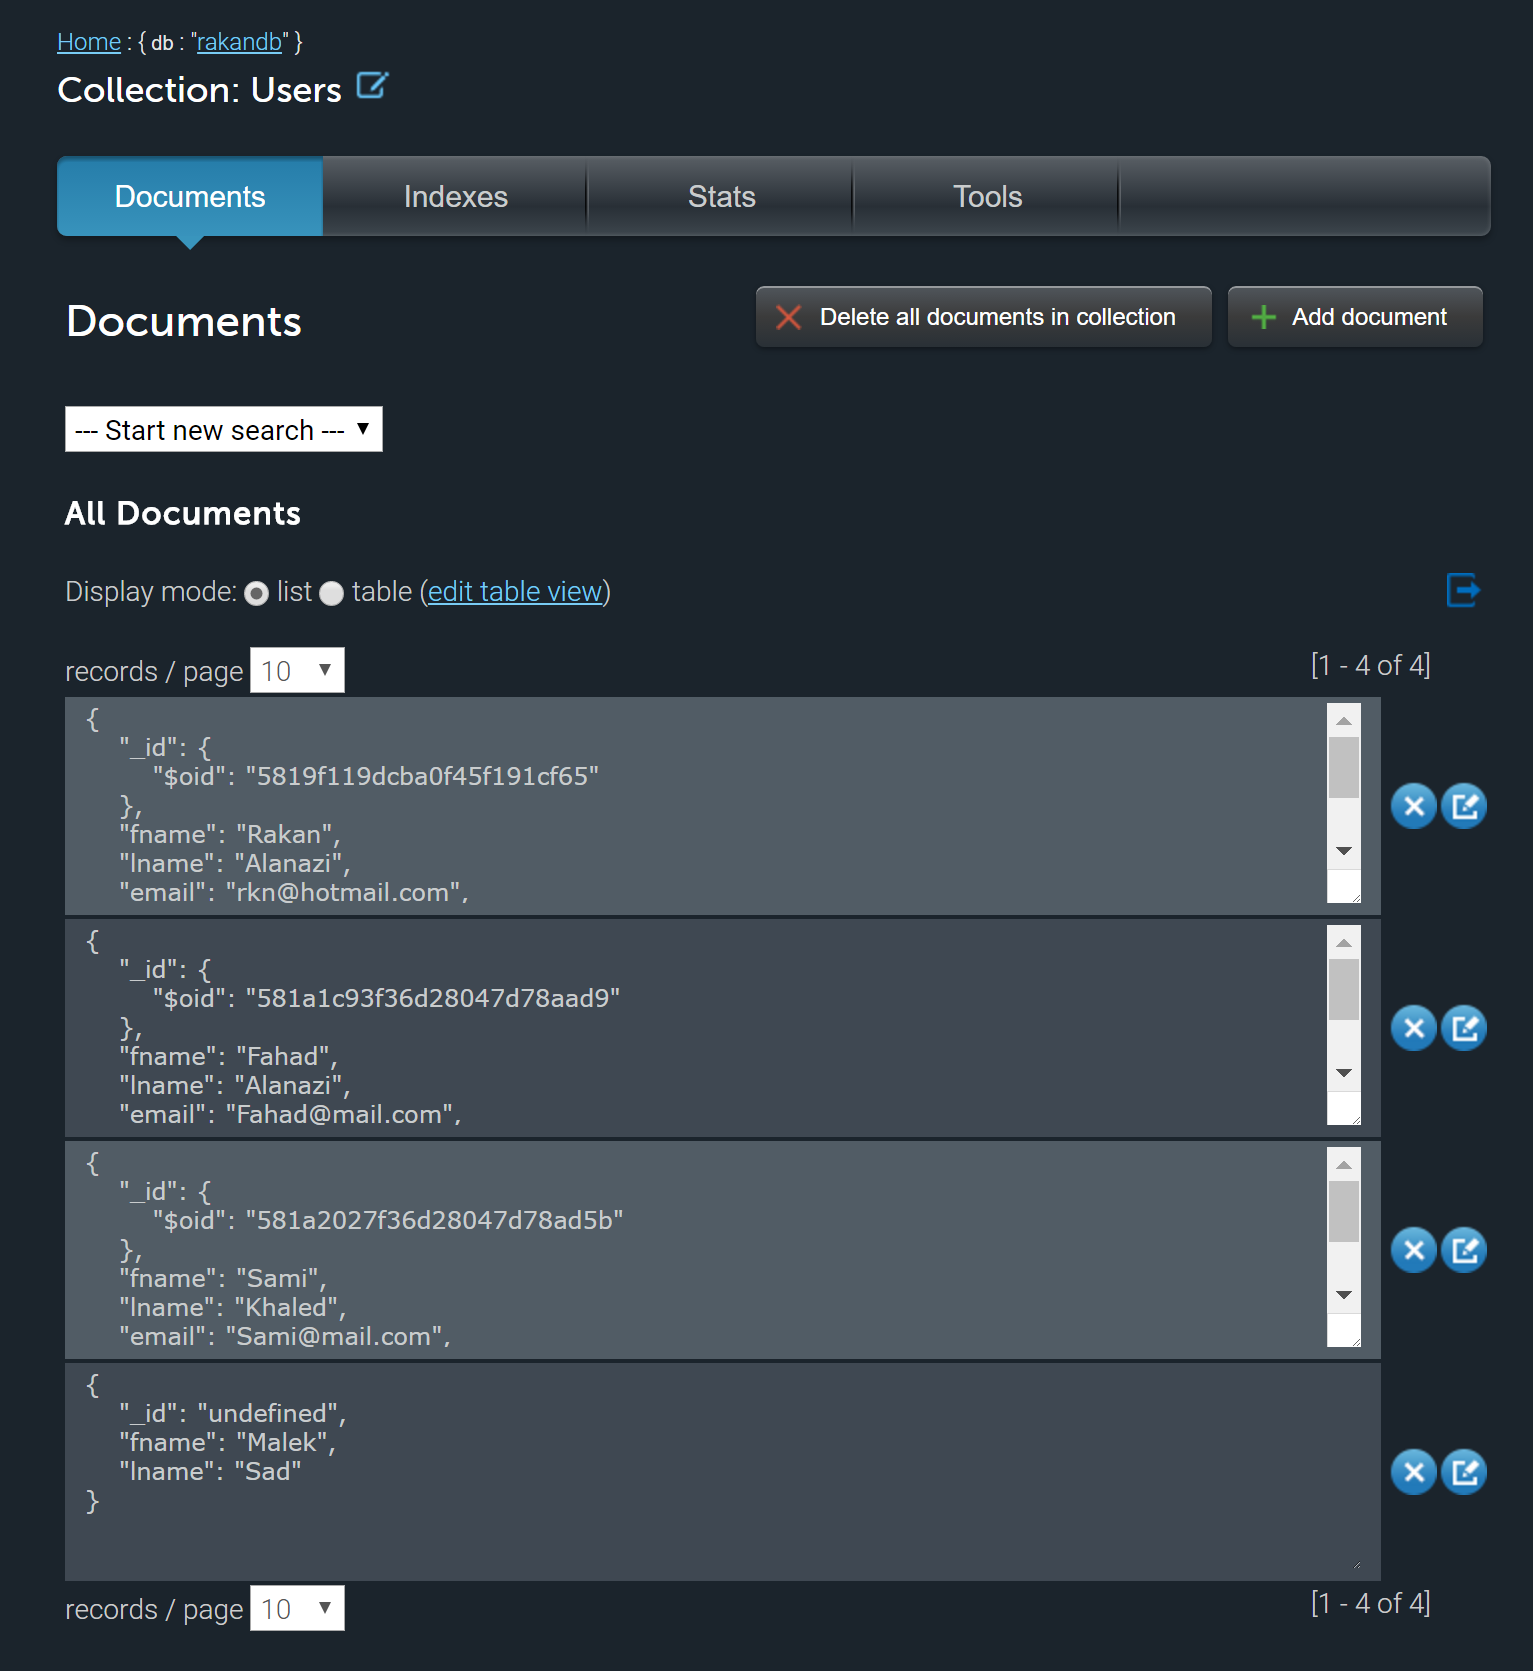 Home : { db : "rakandb" }
Collection: Users
Documents Indexes Stats Tools
Documents
Delete all documents in collection
Add document
--- Start new search ---
All Documents
Display mode: list table (edit table view)
records / page 10
[1 - 4 of 4]
{
"_id": {
"$oid": "5819f119dcba0f45f191cf65"
},
"fname": "Rakan",
"lname": "Alanazi",
"email": "rkn@hotmail.com",
{
"_id": {
"$oid": "581a1c93f36d28047d78aad9"
},
"fname": "Fahad",
"lname": "Alanazi",
"email": "Fahad@mail.com",
{
"_id": {
"$oid": "581a2027f36d28047d78ad5b"
},
"fname": "Sami",
"lname": "Khaled",
"email": "Sami@mail.com",
{
"_id": "undefined",
"fname": "Malek",
"lname": "Sad"
}
records / page 10
[1 - 4 of 4]